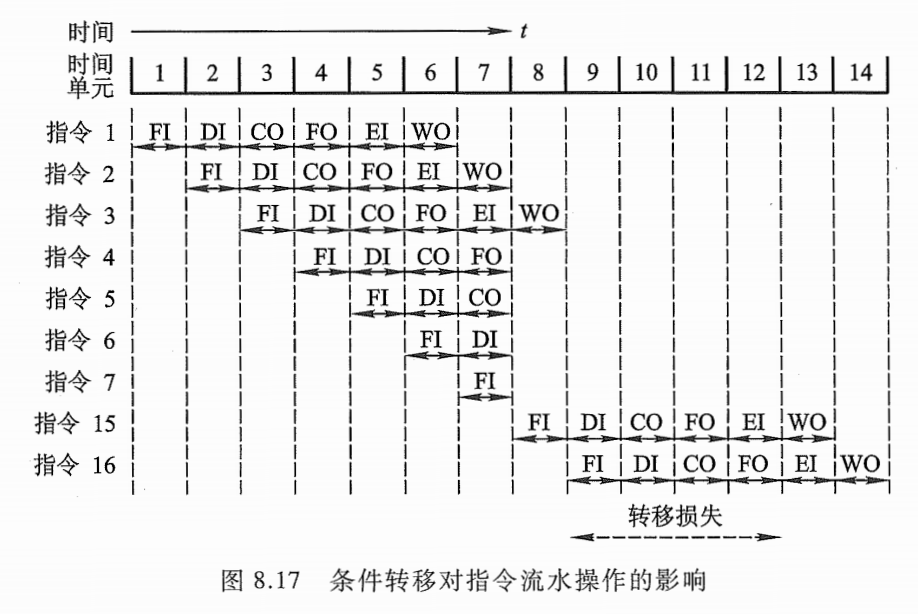 时间 t
时间单元 1 2 3 4 5 6 7 8 9 10 11 12 13 14
指令 1 FI DI CO FO EI WO
指令 2 FI DI CO FO EI WO
指令 3 FI DI CO FO EI WO
指令 4 FI DI CO FO
指令 5 FI DI CO
指令 6 FI DI
指令 7 FI
指令 15 FI DI CO FO EI WO
指令 16 FI DI CO FO EI WO
转移损失
图 8.17 条件转移对指令流水操作的影响